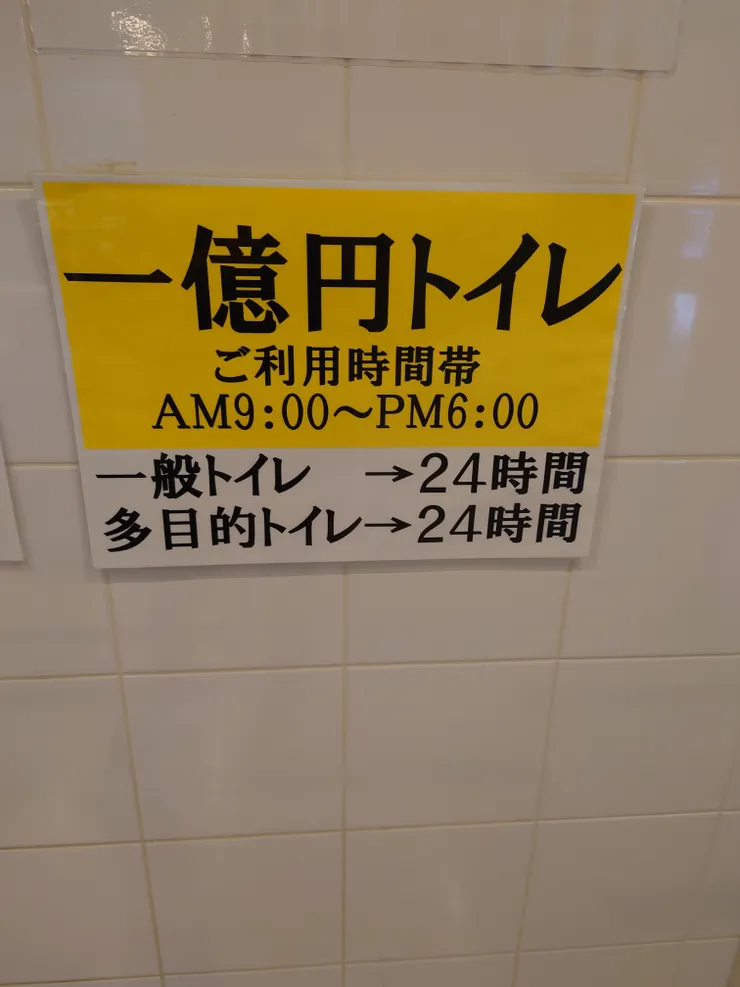 一億円トイレ
ご利用時間帯
AM9:00～PM6:00
一般トイレ　→24時間
多目的トイレ→24時間